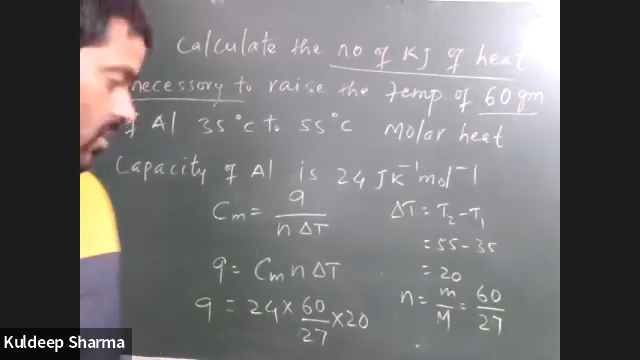 Calculate the no of KJ of heat
necessary to raise the Temp of 60 gm
of Al 35°C to 55°C Molar heat
Capacity of Al is 24 JK⁻¹mol⁻¹
Cm = q / nΔT
q = Cm n ΔT
q = 24 × 60/27 × 20
ΔT = T₂ - T₁
= 55 - 35
= 20
n = m/M = 60/27
Kuldeep Sharma